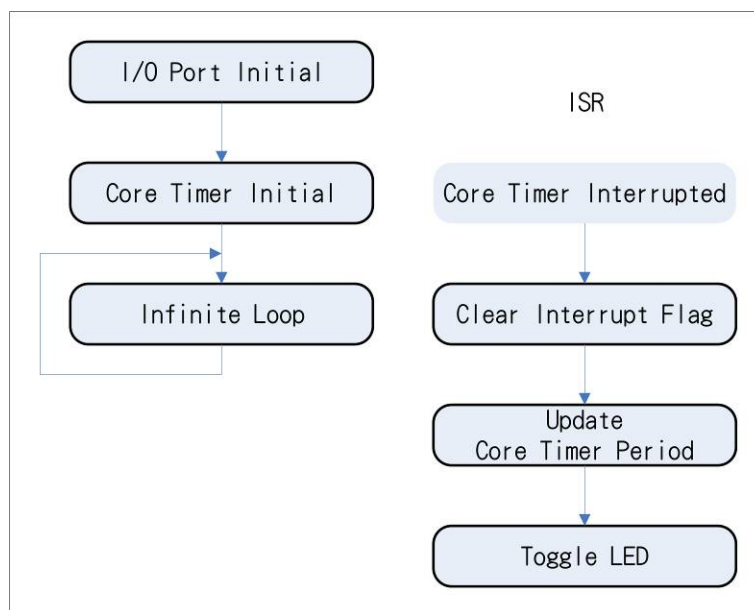 I/O Port Initial
Core Timer Initial
Infinite Loop
ISR
Core Timer Interrupted
Clear Interrupt Flag
Update
Core Timer Period
Toggle LED